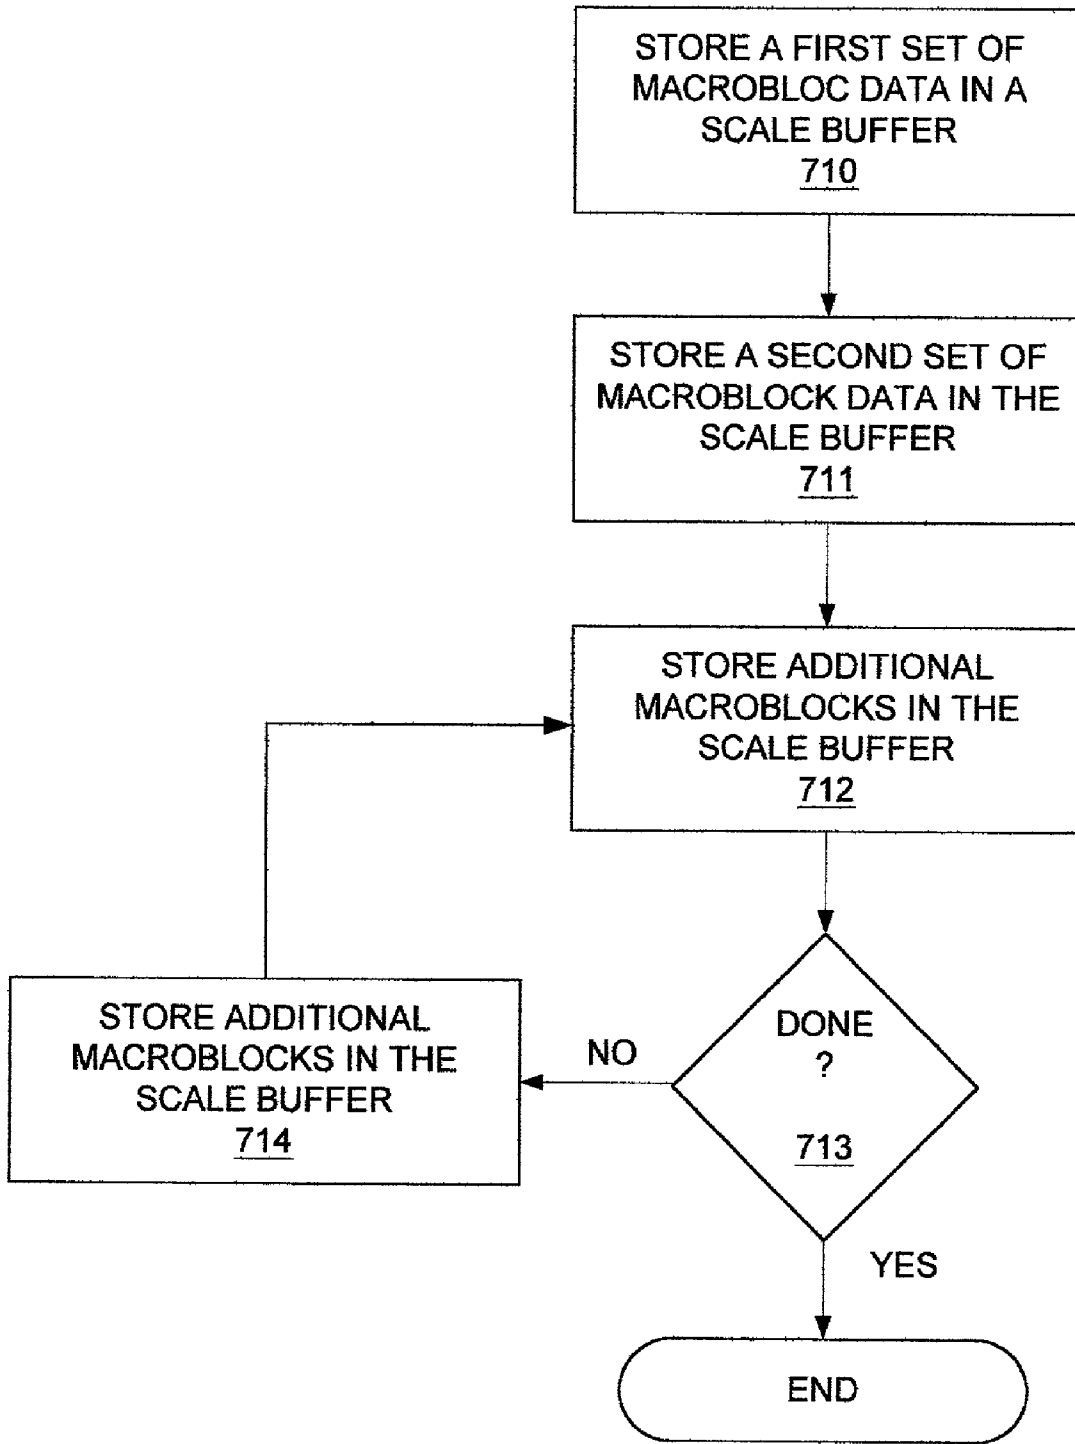 STORE A FIRST SET OF
MACROBLOC DATA IN A
SCALE BUFFER
710
STORE A SECOND SET OF
MACROBLOCK DATA IN THE
SCALE BUFFER
711
STORE ADDITIONAL
MACROBLOCKS IN THE
SCALE BUFFER
712
DONE
?
713
NO
STORE ADDITIONAL
MACROBLOCKS IN THE
SCALE BUFFER
714
YES
END